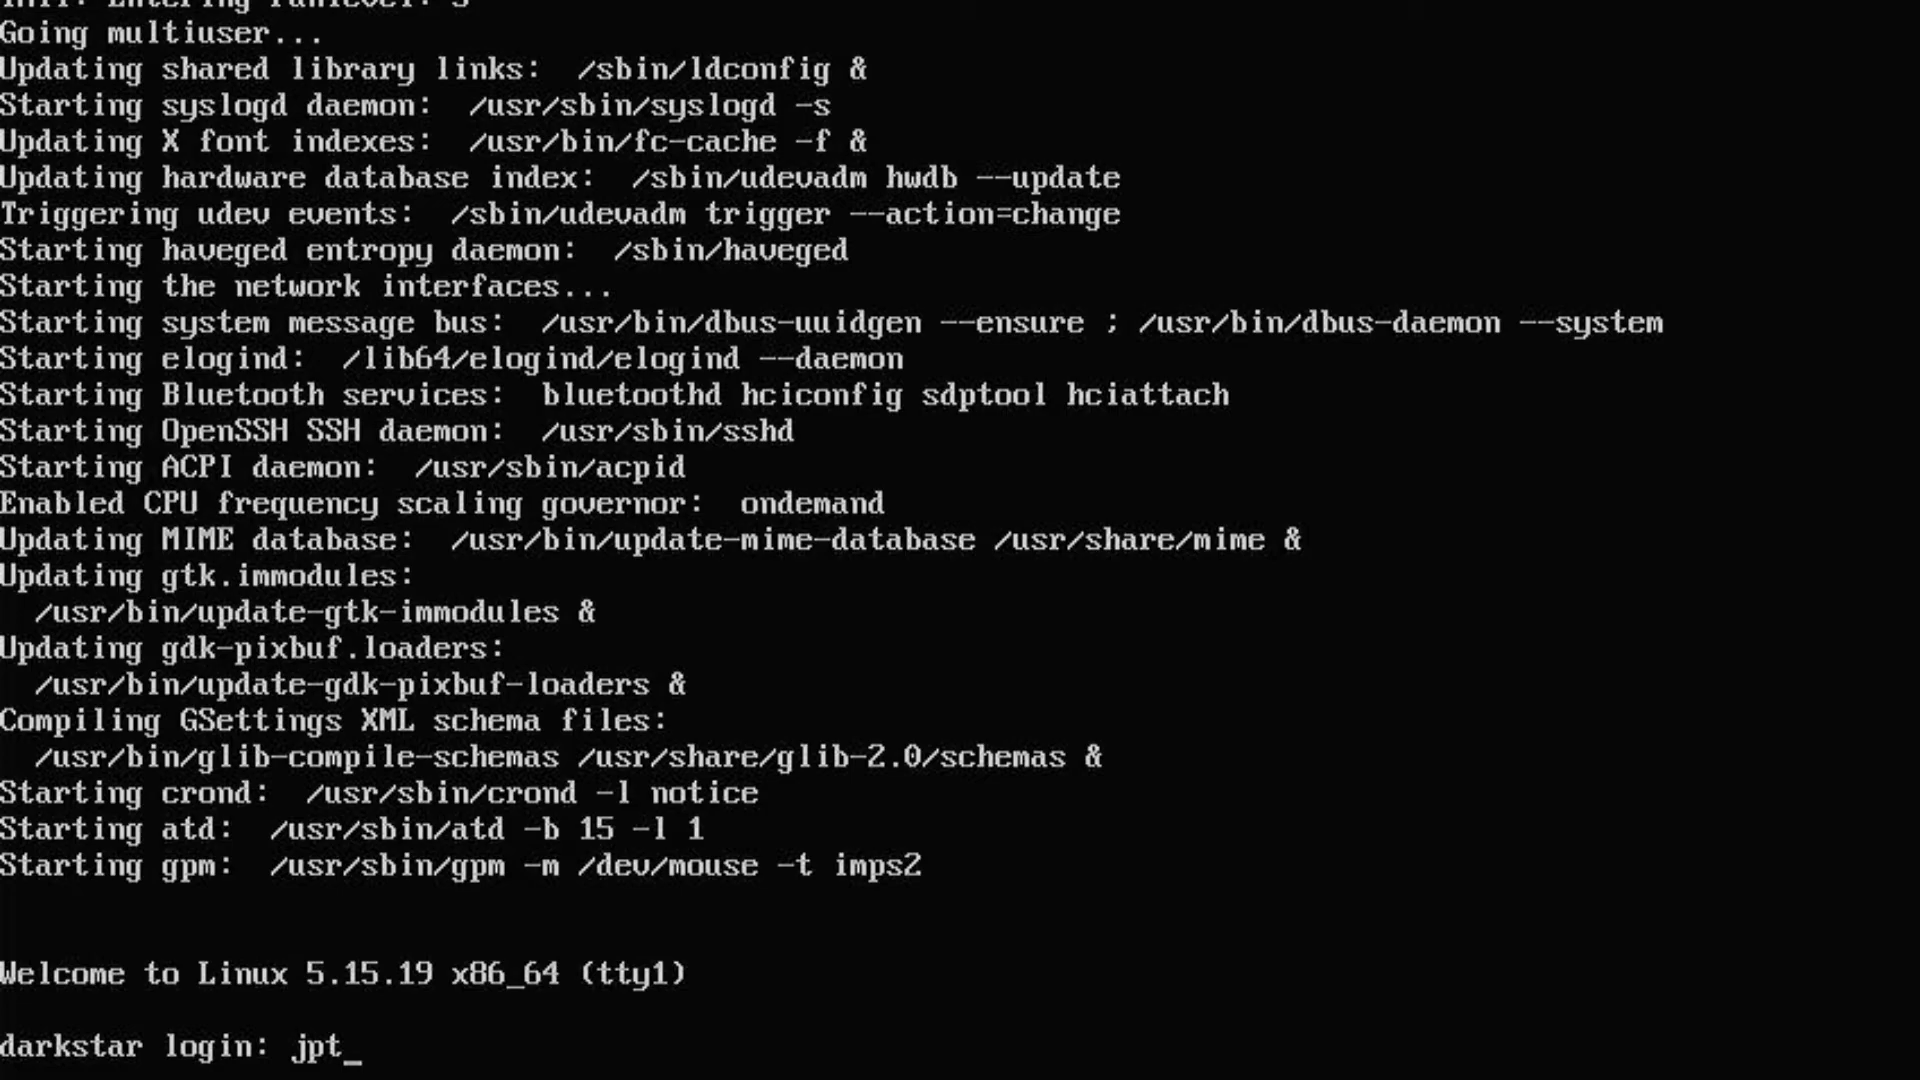 INIT: Entering runlevel: 3
Going multiuser...
Updating shared library links:  /sbin/ldconfig &
Starting syslogd daemon:  /usr/sbin/syslogd -s
Updating X font indexes:  /usr/bin/fc-cache -f &
Updating hardware database index:  /sbin/udevadm hwdb --update
Triggering udev events:  /sbin/udevadm trigger --action=change
Starting haveged entropy daemon:  /sbin/haveged
Starting the network interfaces...
Starting system message bus:  /usr/bin/dbus-uuidgen --ensure ; /usr/bin/dbus-daemon --system
Starting elogind:  /lib64/elogind/elogind --daemon
Starting Bluetooth services:  bluetoothd hciconfig sdptool hciattach
Starting OpenSSH SSH daemon:  /usr/sbin/sshd
Starting ACPI daemon:  /usr/sbin/acpid
Enabled CPU frequency scaling governor:  ondemand
Updating MIME database:  /usr/bin/update-mime-database /usr/share/mime &
Updating gtk.immodules:
  /usr/bin/update-gtk-immodules &
Updating gdk-pixbuf.loaders:
  /usr/bin/update-gdk-pixbuf-loaders &
Compiling GSettings XML schema files:
  /usr/bin/glib-compile-schemas /usr/share/glib-2.0/schemas &
Starting crond:  /usr/sbin/crond -l notice
Starting atd:  /usr/sbin/atd -b 15 -l 1
Starting gpm:  /usr/sbin/gpm -m /dev/mouse -t imps2
Welcome to Linux 5.15.19 x86_64 (tty1)
darkstar login: jpt_